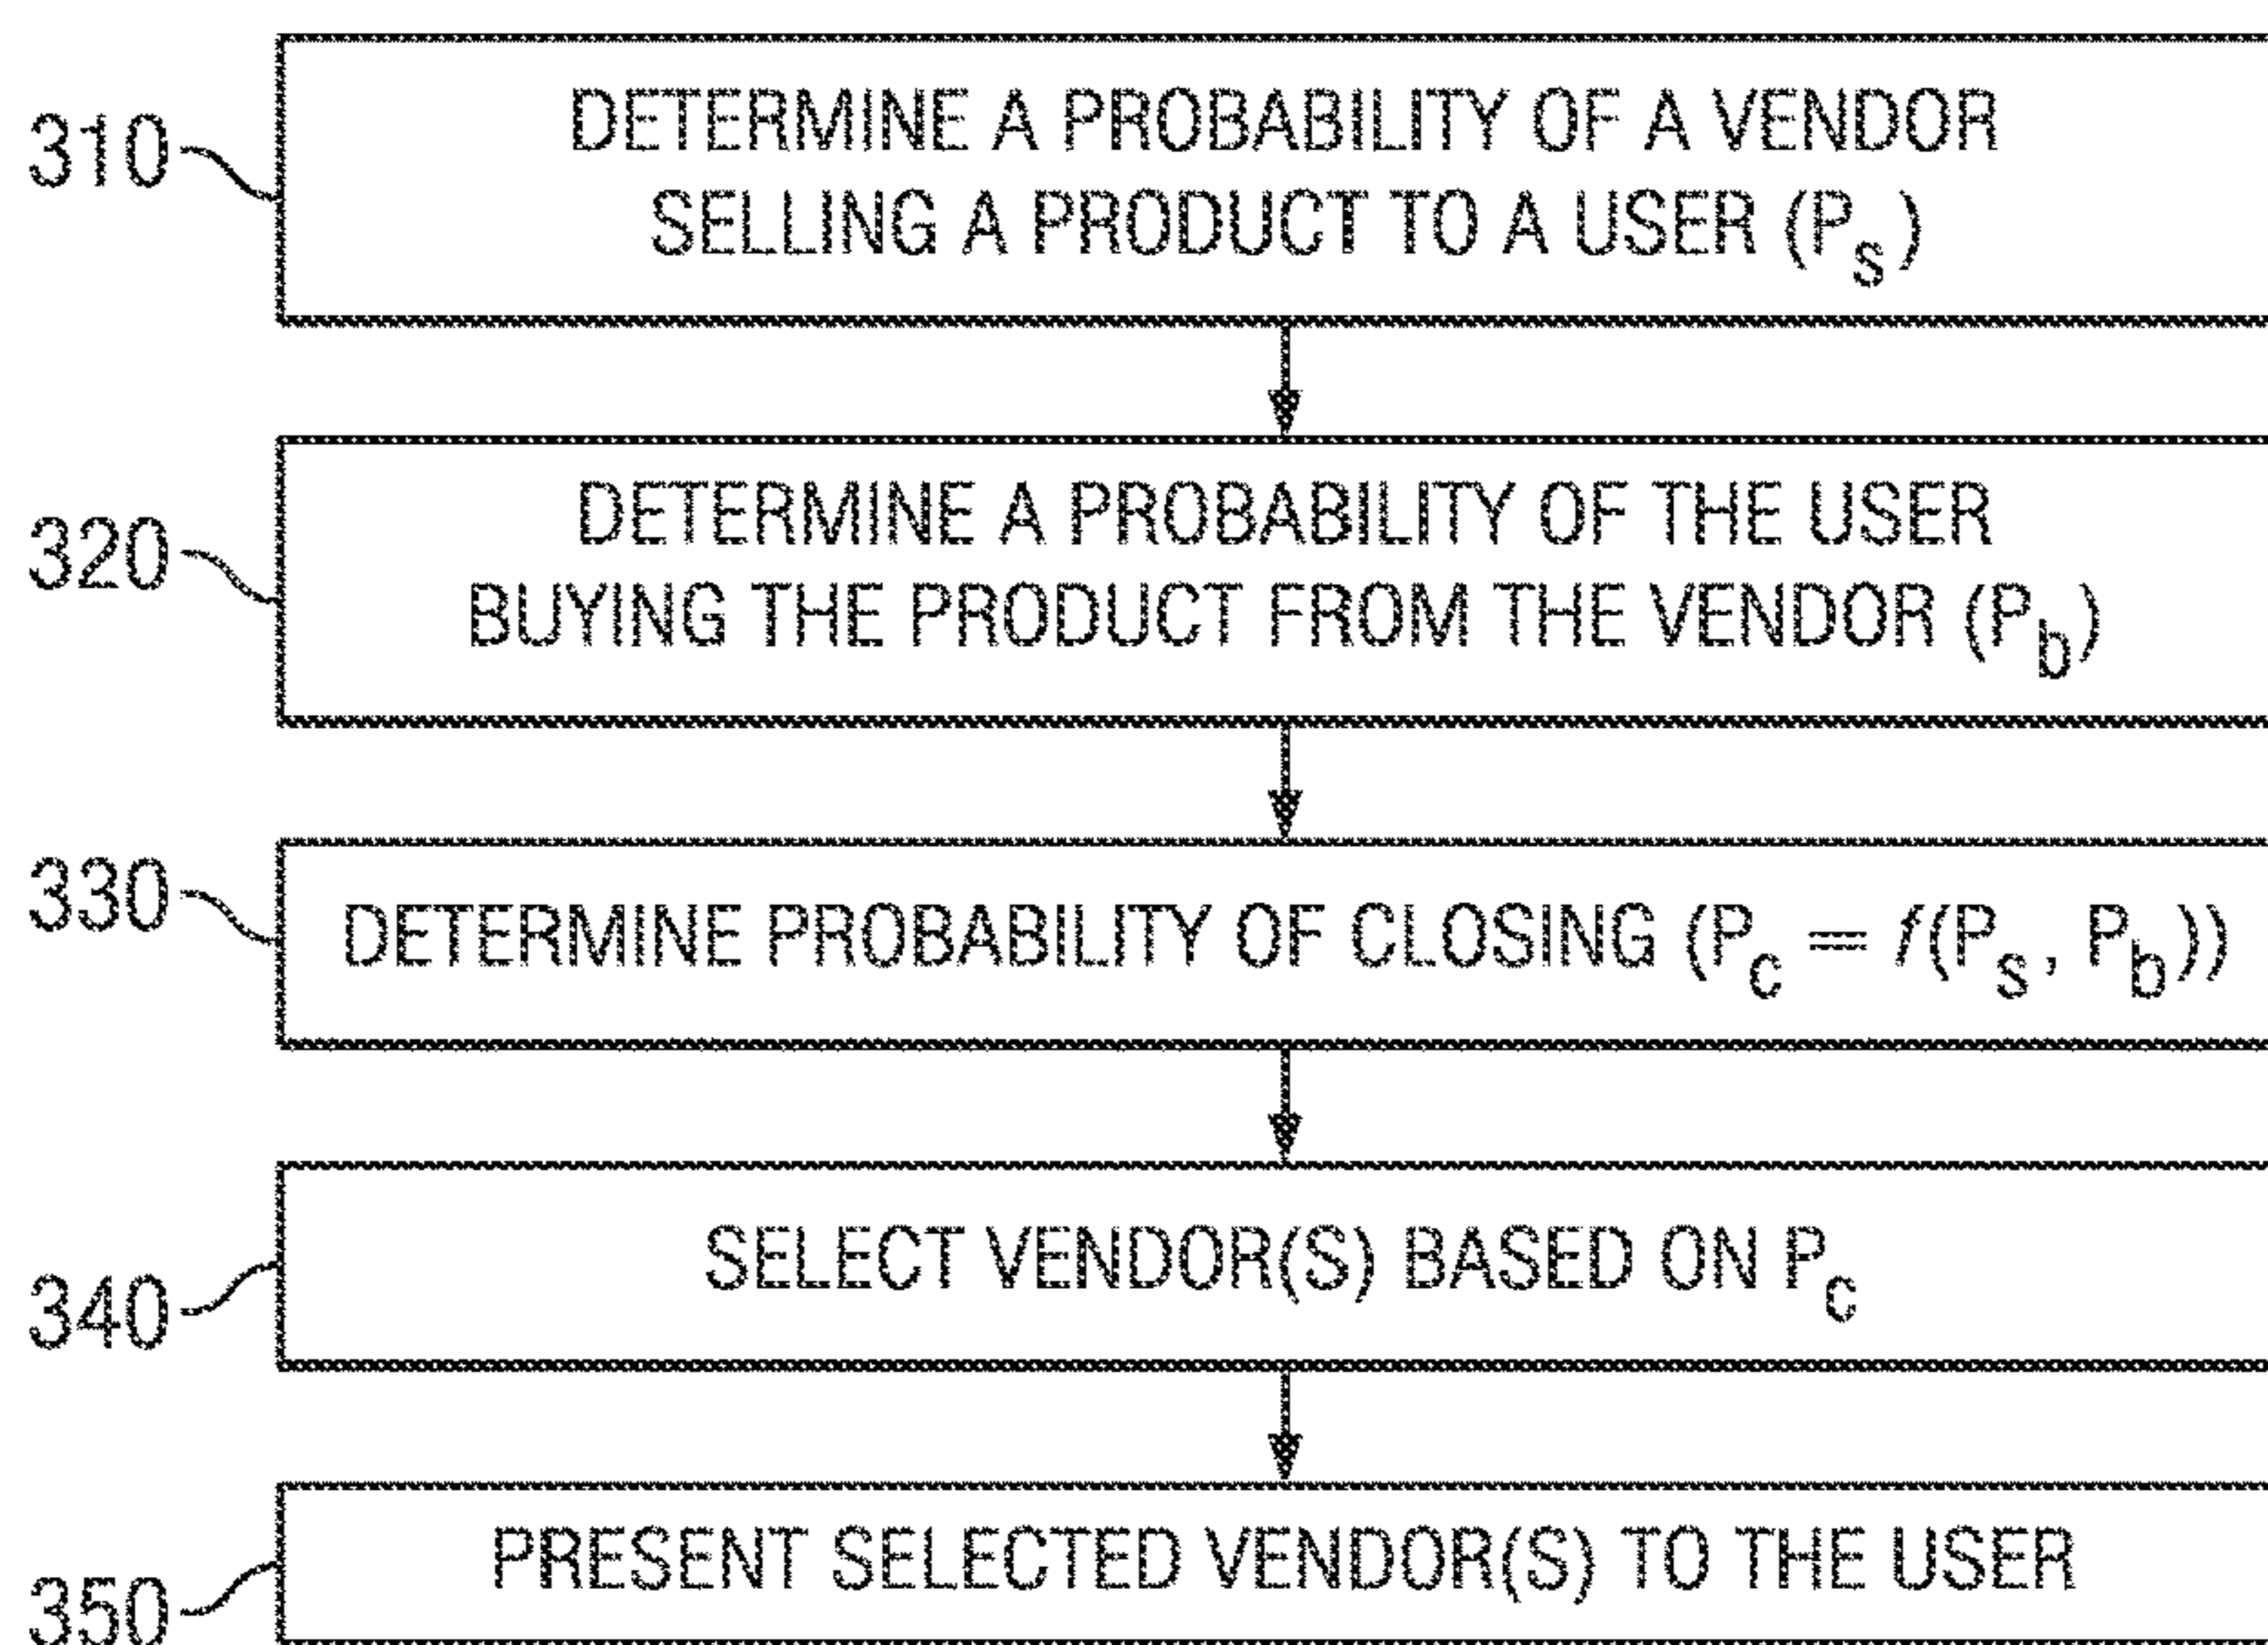 310
DETERMINE A PROBABILITY OF A VENDOR
SELLING A PRODUCT TO A USER (Ps)
320
DETERMINE A PROBABILITY OF THE USER
BUYING THE PRODUCT FROM THE VENDOR (Pb)
330
DETERMINE PROBABILITY OF CLOSING (Pc = f(Ps, Pb))
340
SELECT VENDOR(S) BASED ON Pc
350
PRESENT SELECTED VENDOR(S) TO THE USER